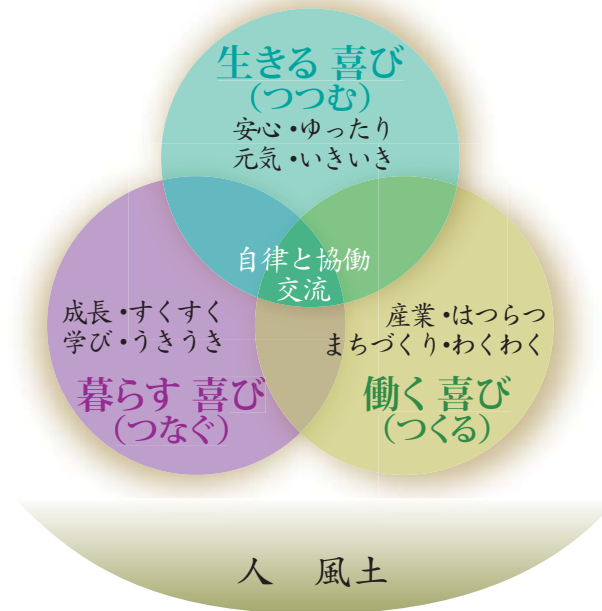 生きる 喜び
(つつむ)
安心・ゆったり
元気・いきいき
自律と協働
交流
成長・すくすく
学び・うきうき
暮らす 喜び
(つなぐ)
産業・はつらつ
まちづくり・わくわく
働く 喜び
(つくる)
人 風土